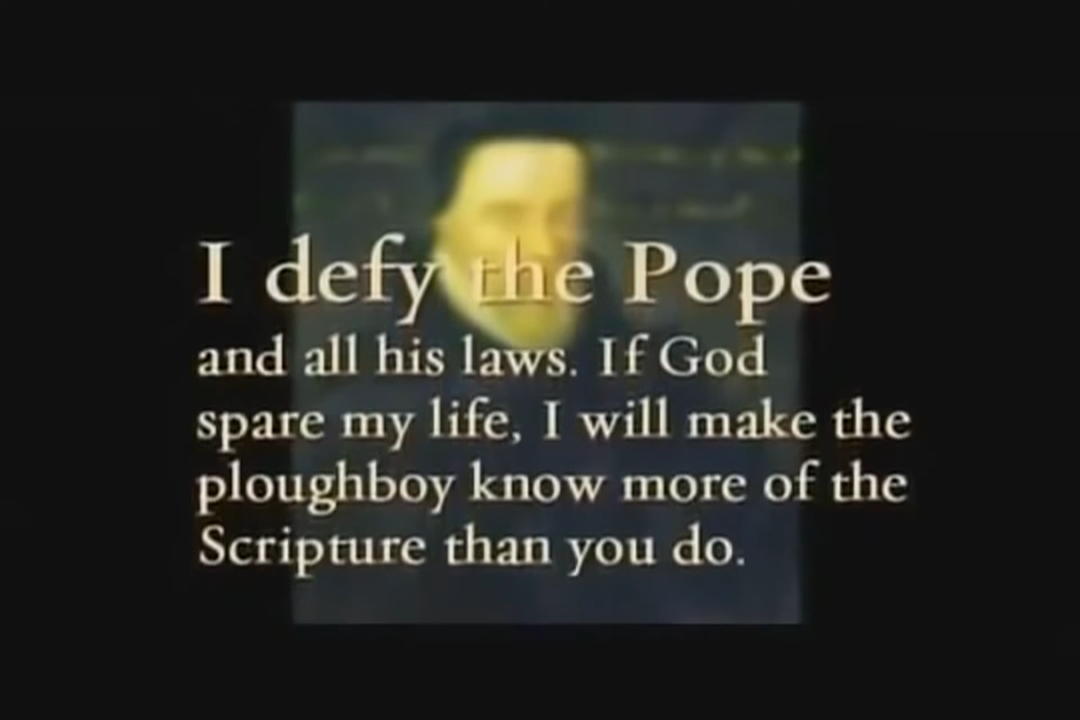 I defy the Pope
and all his laws. If God
spare my life, I will make the
ploughboy know more of the
Scripture than you do.